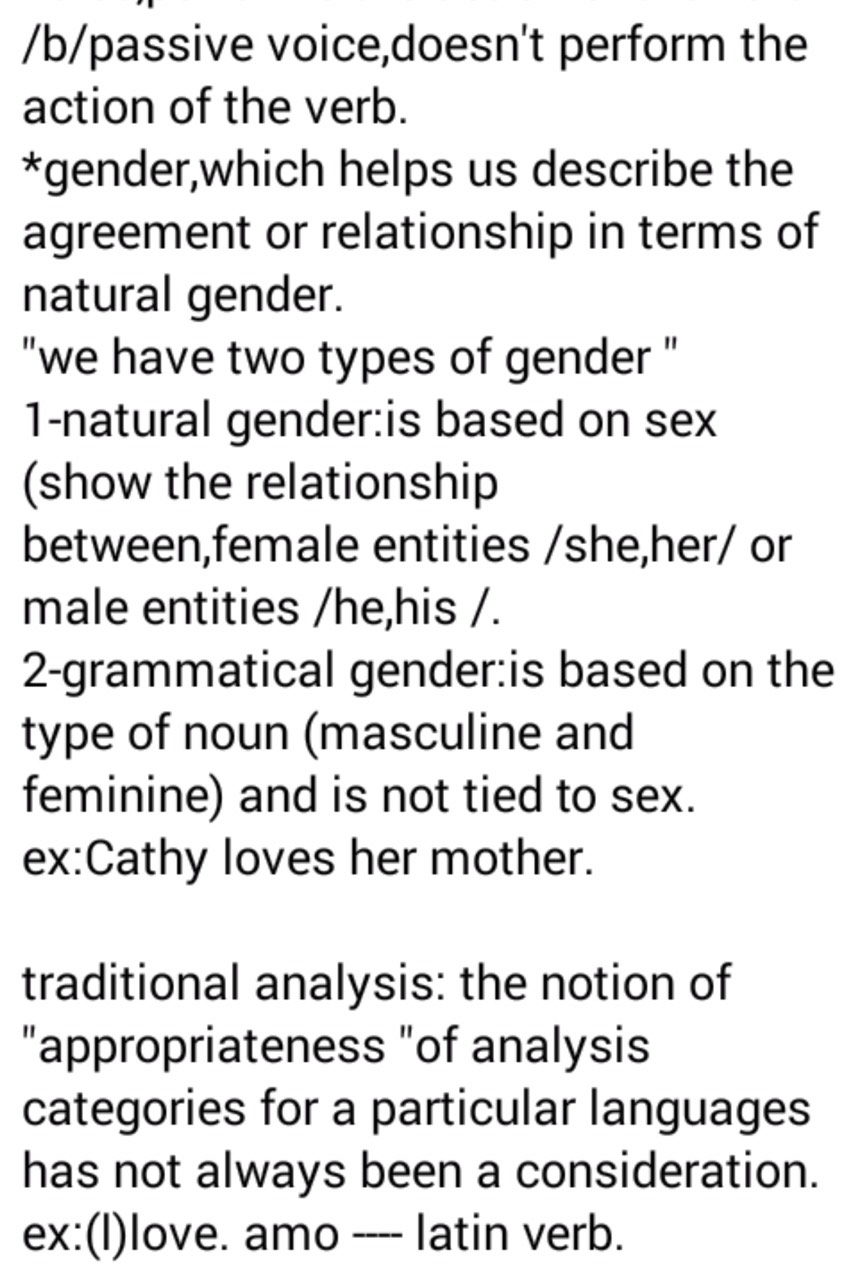 /b/passive voice,doesn't perform the
action of the verb.
*gender,which helps us describe the
agreement or relationship in terms of
natural gender.
"we have two types of gender "
1-natural gender:is based on sex
(show the relationship
between,female entities /she,her/ or
male entities /he,his /.
2-grammatical gender:is based on the
type of noun (masculine and
feminine) and is not tied to sex.
ex:Cathy loves her mother.
traditional analysis: the notion of
"appropriateness "of analysis
categories for a particular languages
has not always been a consideration.
ex:(I)love. amo ---- latin verb.